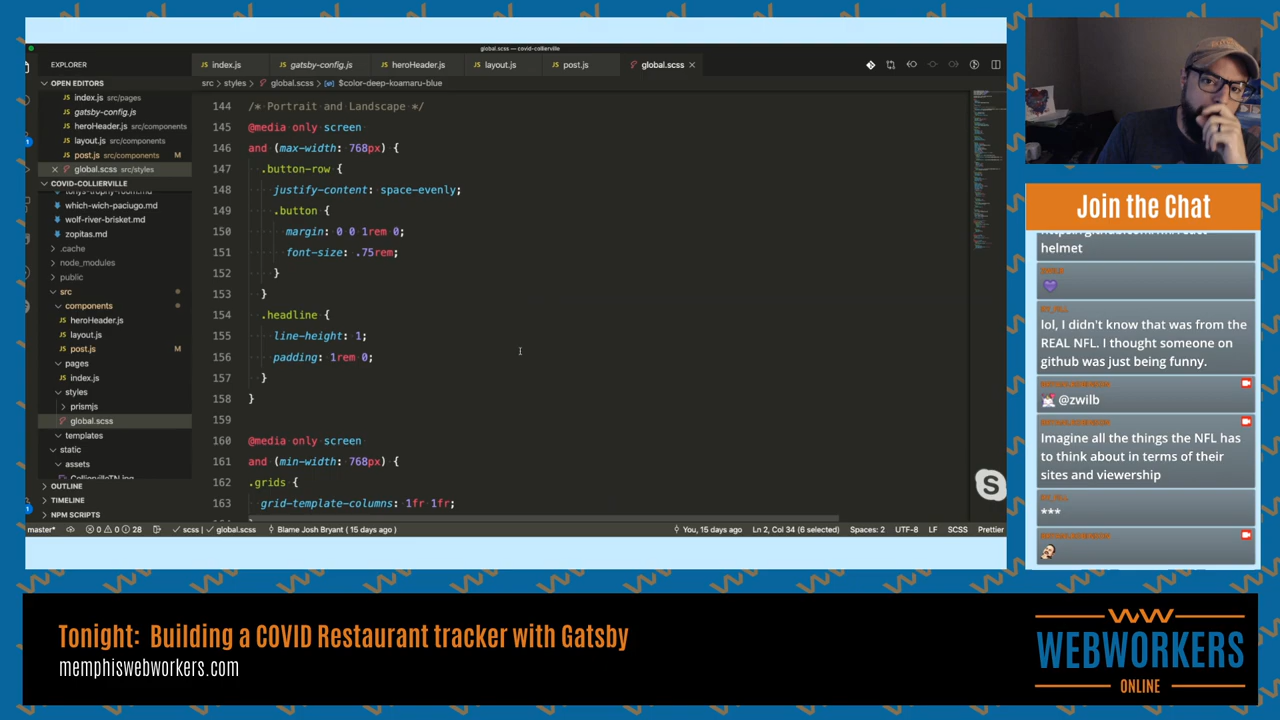 global.scss — covid-collierville
EXPLORER
index.js
gatsby-config.js
heroHeader.js
layout.js
post.js
global.scss
OPEN EDITORS
src > styles > global.scss > $color-deep-koamaru-blue
index.js src/pages
gatsby-config.js
heroHeader.js src/components
layout.js src/components
post.js src/components M
global.scss src/styles
COVID-COLLIERVILLE
which-wich-paciugo.md
wolf-river-brisket.md
zopitas.md
.cache
node_modules
public
src
components
heroHeader.js
layout.js
post.js M
pages
index.js
styles
prismjs
global.scss
templates
static
assets
ColliervilleTN.jpg
OUTLINE
TIMELINE
NPM SCRIPTS
144 /* Portrait and Landscape */
145 @media only screen
146 and (max-width: 768px) {
147 .button-row {
148 justify-content: space-evenly;
149 .button {
150 margin: 0 0 1rem 0;
151 font-size: .75rem;
152 }
153 }
154 .headline {
155 line-height: 1;
156 padding: 1rem 0;
157 }
158 }
159
160 @media only screen
161 and (min-width: 768px) {
162 .grids {
163 grid-template-columns: 1fr 1fr;
master* 0 0 28 scss | global.scss Blame Josh Bryant ( 15 days ago ) You, 15 days ago Ln 2, Col 34 (6 selected) Spaces: 2 UTF-8 LF SCSS Prettier
S
Join the Chat
helmet
lol, I didn't know that was from the
REAL NFL. I thought someone on
github was just being funny.
@zwilb
Imagine all the things the NFL has
to think about in terms of their
sites and viewership
***
Tonight: Building a COVID Restaurant tracker with Gatsby
memphiswebworkers.com
WEBWORKERS
ONLINE